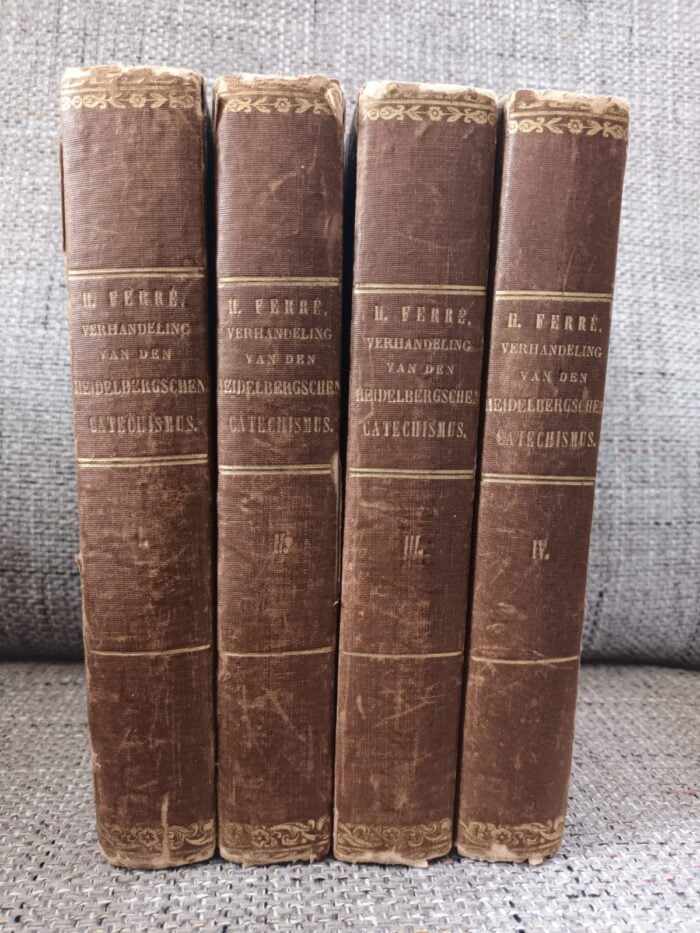 H. FERRÉ.
VERHANDELING
VAN DEN
HEIDELBERGSCHEN
CATECHISMUS.
H. FERRÉ.
VERHANDELING
VAN DEN
HEIDELBERGSCHEN
CATECHISMUS.
II.
H. FERRÉ.
VERHANDELING
VAN DEN
HEIDELBERGSCHEN
CATECHISMUS.
III.
H. FERRÉ.
VERHANDELING
VAN DEN
HEIDELBERGSCHEN
CATECHISMUS.
IV.